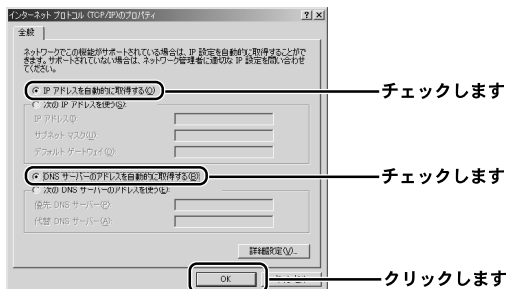 インターネット プロトコル (TCP/IP)のプロパティ
全般
ネットワークでこの機能がサポートされている場合は、IP 設定を自動的に取得することがで
きます。サポートされていない場合は、ネットワーク管理者に適切な IP 設定を問い合わせ
てください。
IP アドレスを自動的に取得する(O)
チェックします
次の IP アドレスを使う(S):
IP アドレス(I):
サブネット マスク(U):
デフォルト ゲートウェイ(D):
DNS サーバーのアドレスを自動的に取得する(B)
チェックします
次の DNS サーバーのアドレスを使う(E):
優先 DNS サーバー(P):
代替 DNS サーバー(A):
詳細設定(V)...
OK
クリックします